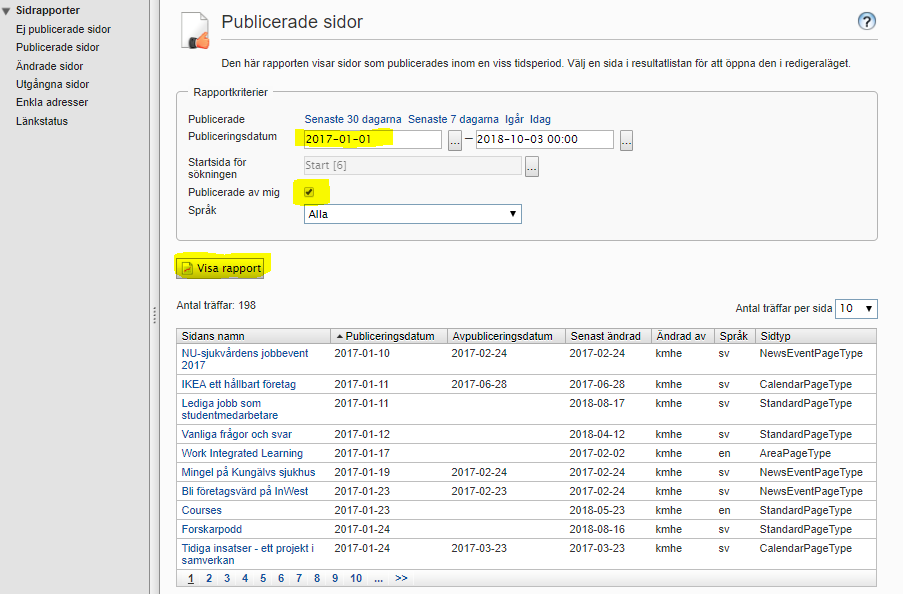 Sidrapporter
Ej publicerade sidor
Publicerade sidor
Ändrade sidor
Utgångna sidor
Enkla adresser
Länkstatus
Publicerade sidor
?
Den här rapporten visar sidor som publicerades inom en viss tidsperiod. Välj en sida i resultatlistan för att öppna den i redigeraläget.
Rapportkriterier
Publicerade Senaste 30 dagarna Senaste 7 dagarna Igår Idag
Publiceringsdatum 2017-01-01 ... — 2018-10-03 00:00 ...
Startsida för
sökningen
Start [6] ...
Publicerade av mig
Språk Alla
Visa rapport
Antal träffar: 198
Antal träffar per sida 10
Sidans namn Publiceringsdatum Avpubliceringsdatum Senast ändrad Ändrad av Språk Sidtyp
NU-sjukvårdens jobbevent
2017
2017-01-10 2017-02-24 2017-02-24 kmhe sv NewsEventPageType
IKEA ett hållbart företag 2017-01-11 2017-06-28 2017-06-28 kmhe sv CalendarPageType
Lediga jobb som
studentmedarbetare
2017-01-11 2018-08-17 kmhe sv StandardPageType
Vanliga frågor och svar 2017-01-12 2018-04-12 kmhe sv StandardPageType
Work Integrated Learning 2017-01-17 2017-02-02 kmhe en AreaPageType
Mingel på Kungälvs sjukhus 2017-01-19 2017-02-24 2017-02-24 kmhe sv NewsEventPageType
Bli företagsvärd på InWest 2017-01-23 2017-02-23 2017-02-24 kmhe sv NewsEventPageType
Courses 2017-01-23 2018-05-23 kmhe en StandardPageType
Forskarpodd 2017-01-24 2018-08-16 kmhe sv StandardPageType
Tidiga insatser - ett projekt i
samverkan
2017-01-24 2017-03-23 2017-03-23 kmhe sv CalendarPageType
1 2 3 4 5 6 7 8 9 10 ... >>